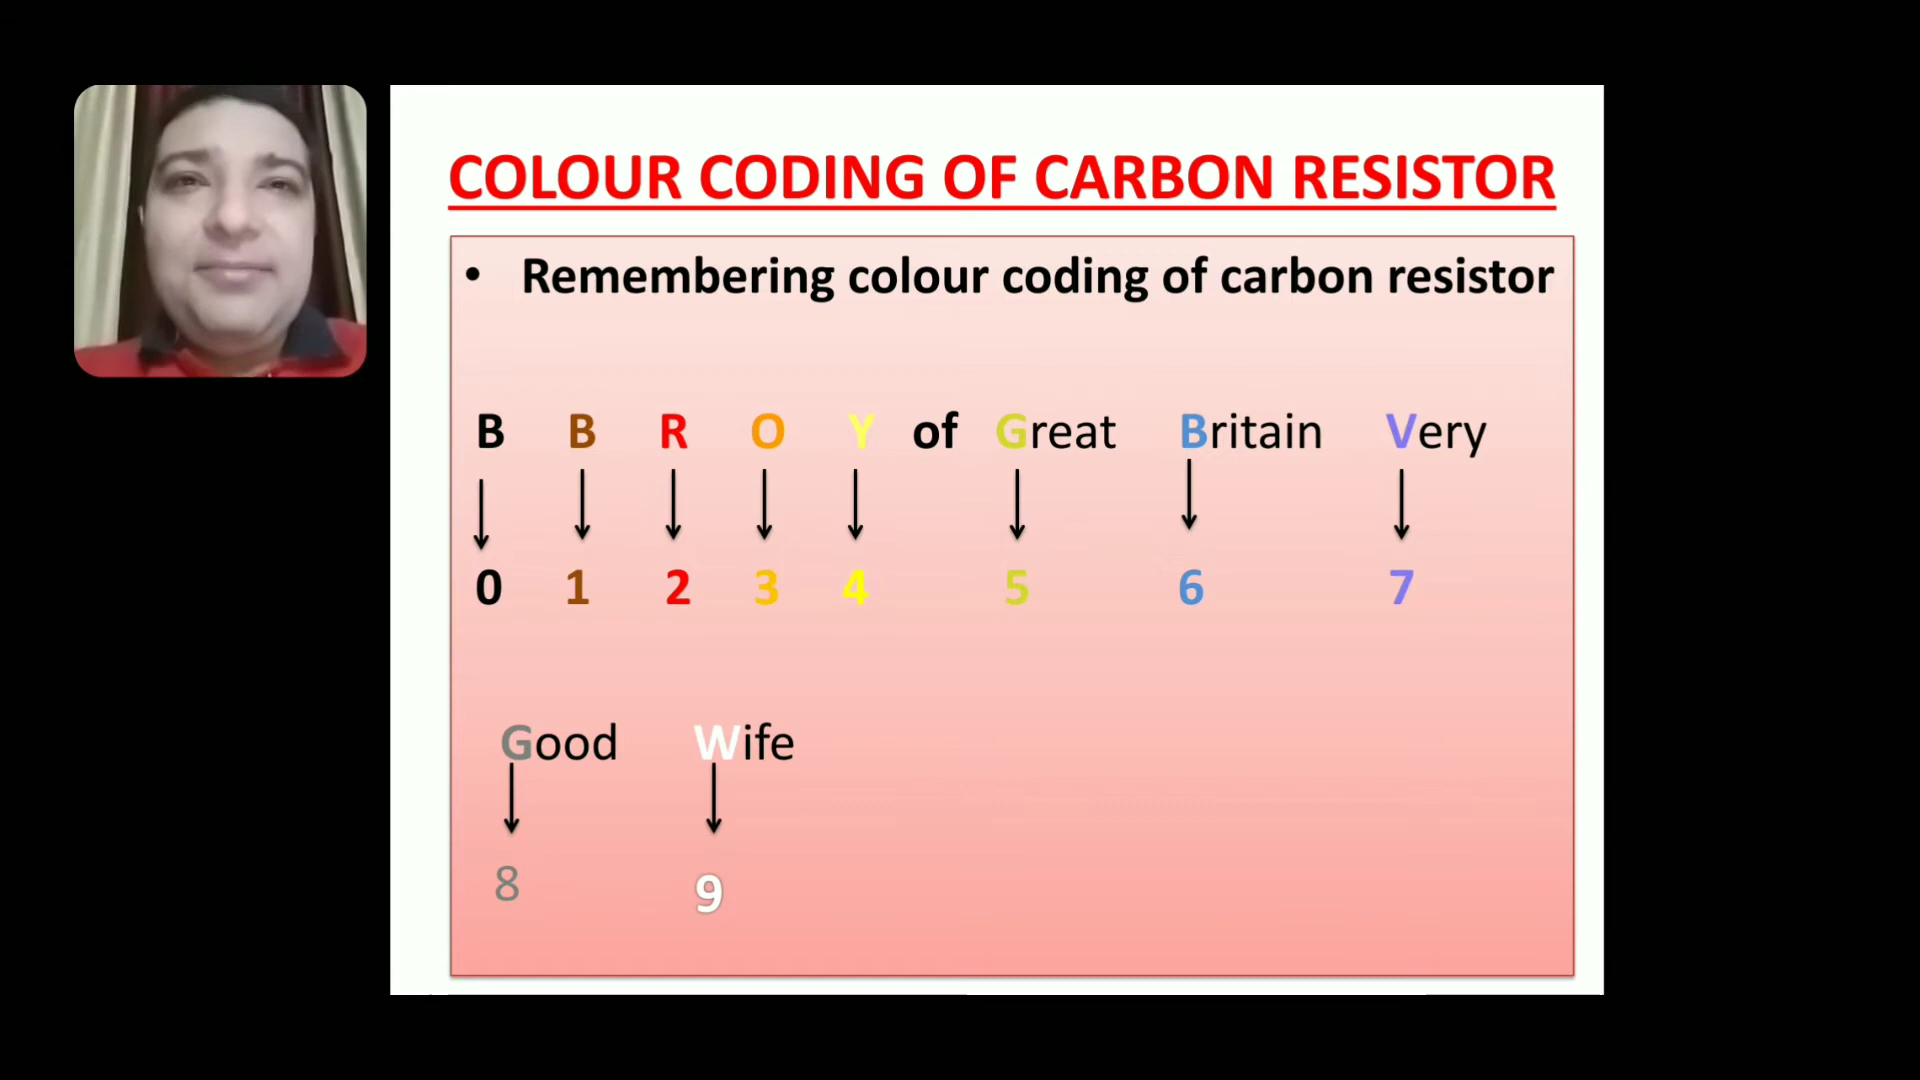 COLOUR CODING OF CARBON RESISTOR
• Remembering colour coding of carbon resistor
B B R O Y of Great Britain Very
0 1 2 3 4 5 6 7
Good Wife
8 9